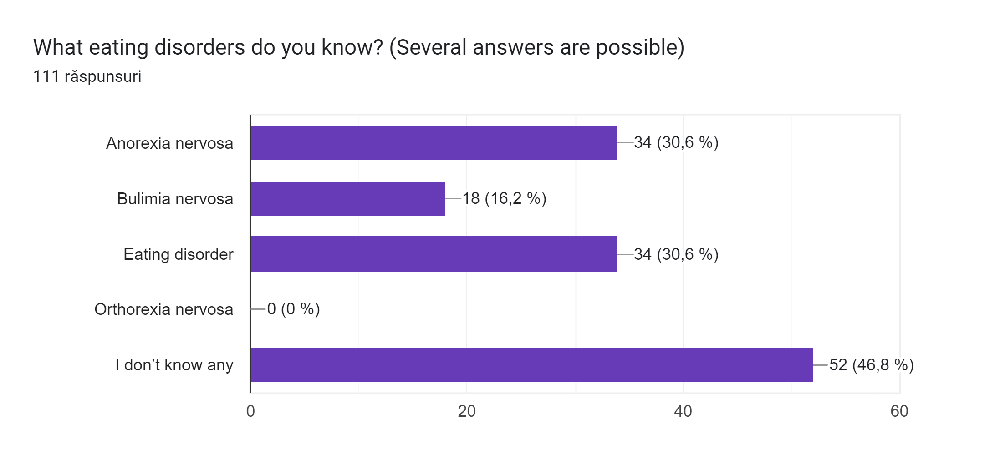 What eating disorders do you know? (Several answers are possible)
111 răspunsuri
Anorexia nervosa
34 (30,6 %)
Bulimia nervosa
18 (16,2 %)
Eating disorder
34 (30,6 %)
Orthorexia nervosa
0 (0 %)
I don’t know any
52 (46,8 %)
0 20 40 60